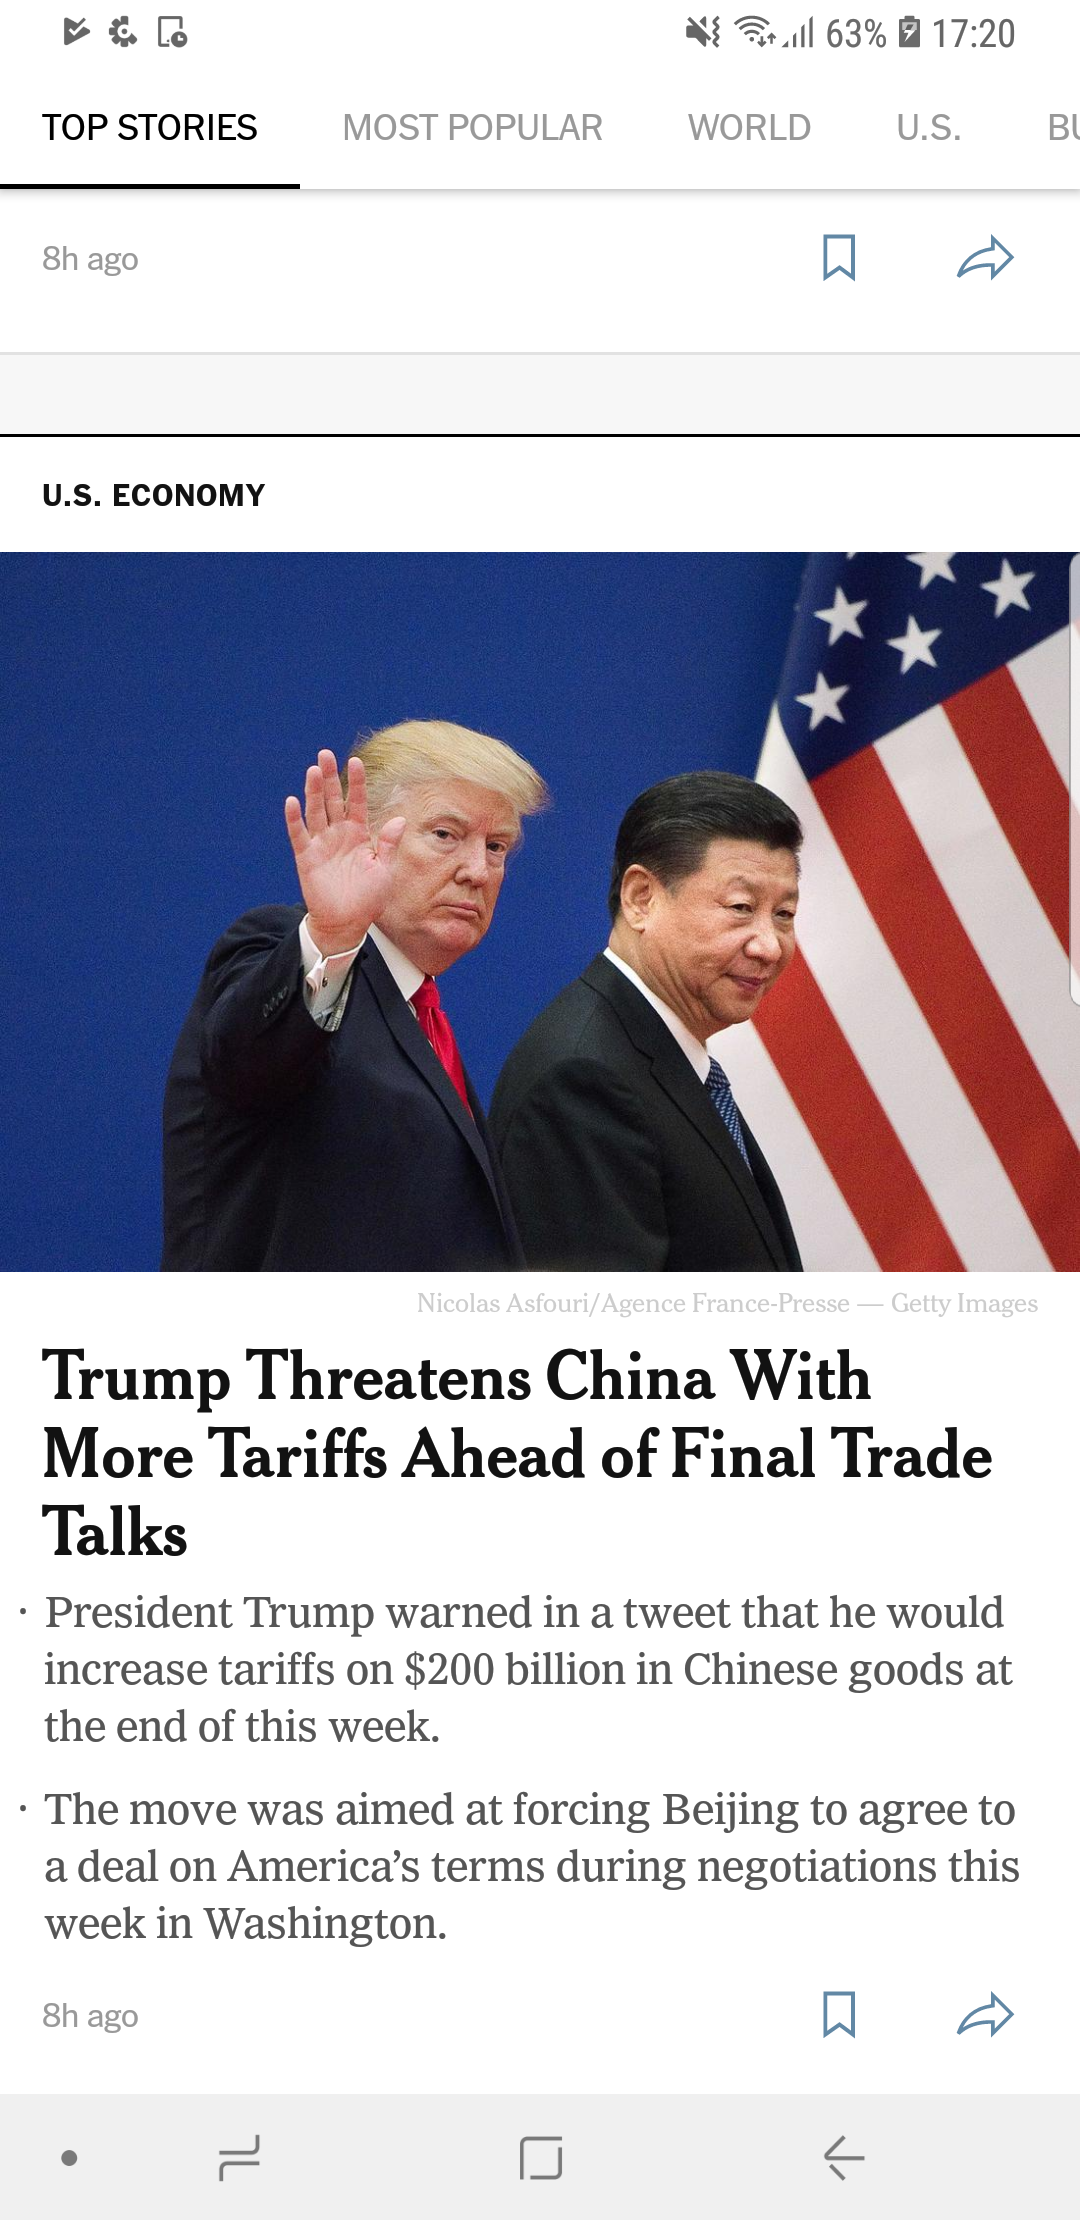 63% 17:20
TOP STORIES MOST POPULAR WORLD U.S. BU
8h ago
U.S. ECONOMY
Nicolas Asfouri/Agence France-Presse — Getty Images
Trump Threatens China With
More Tariffs Ahead of Final Trade
Talks
· President Trump warned in a tweet that he would
increase tariffs on $200 billion in Chinese goods at
the end of this week.
· The move was aimed at forcing Beijing to agree to
a deal on America’s terms during negotiations this
week in Washington.
8h ago